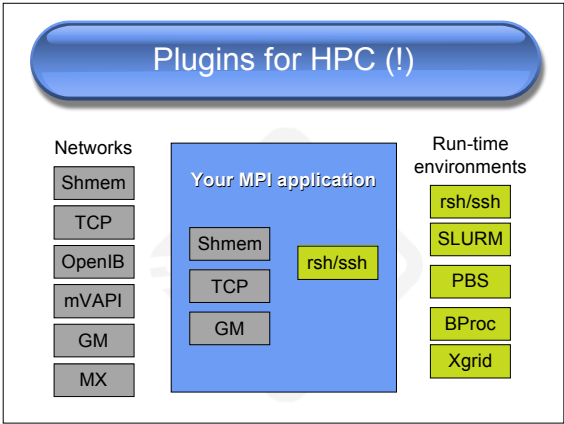 Plugins for HPC (!)
Networks
Shmem
TCP
OpenIB
mVAPI
GM
MX
Your MPI application
Shmem
TCP
GM
rsh/ssh
Run-time
environments
rsh/ssh
SLURM
PBS
BProc
Xgrid